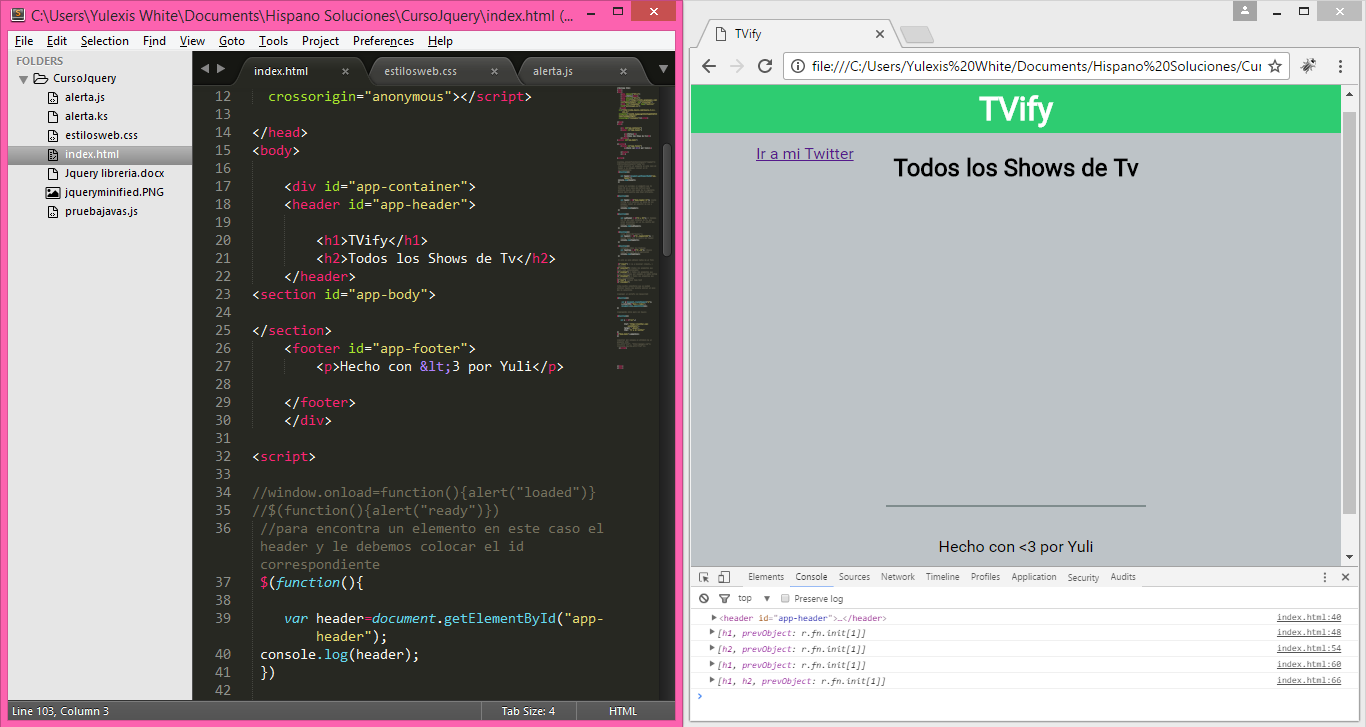 C:\Users\Yulexis White\Documents\Hispano Soluciones\CursoJquery\index.html (...
File Edit Selection Find View Goto Tools Project Preferences Help
FOLDERS
CursoJquery
alerta.js
alerta.ks
estilosweb.css
index.html
Jquery libreria.docx
jqueryminified.PNG
pruebajavas.js
index.html × estilosweb.css × alerta.js ×
12 crossorigin="anonymous"></script>
13
14 </head>
15 <body>
16
17 <div id="app-container">
18 <header id="app-header">
19
20 <h1>TVify</h1>
21 <h2>Todos los Shows de Tv</h2>
22 </header>
23 <section id="app-body">
24
25 </section>
26 <footer id="app-footer">
27 <p>Hecho con &lt;3 por Yuli</p>
28
29 </footer>
30 </div>
31
32 <script>
33
34 //window.onload=function(){alert("loaded")}
35 //$(function(){alert("ready")})
36 //para encontra un elemento en este caso el
header y le debemos colocar el id
correspondiente
37 $(function(){
38
39 var header=document.getElementById("app-
header");
40 console.log(header);
41 })
42
Line 103, Column 3 Tab Size: 4 HTML
TVify
file:///C:/Users/Yulexis%20White/Documents/Hispano%20Soluciones/Cur
TVify
Ir a mi Twitter
Todos los Shows de Tv
Hecho con <3 por Yuli
Elements Console Sources Network Timeline Profiles Application Security Audits
top ▼ Preserve log
<header id="app-header">…</header> index.html:40
[h1, prevObject: r.fn.init[1]] index.html:48
[h2, prevObject: r.fn.init[1]] index.html:54
[h1, prevObject: r.fn.init[1]] index.html:60
[h1, h2, prevObject: r.fn.init[1]] index.html:66